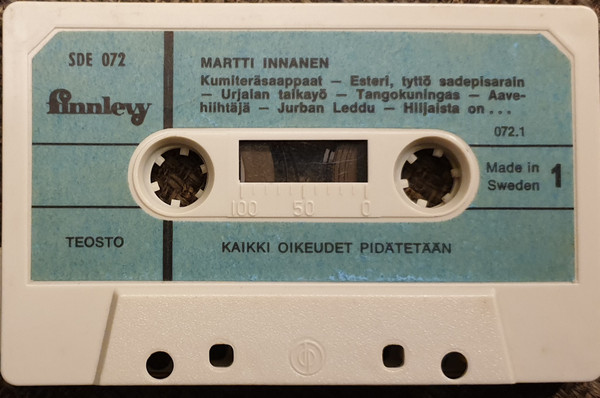 SDE 072
finnlevy
MARTTI INNANEN
Kumiteräsaappaat — Esteri, tyttö sadepisarain
— Urjalan taikayö — Tangokuningas — Aave-
hiihtäjä — Jurban Leddu — Hiljaista on...
072.1
Made in
Sweden
1
100 50 0
TEOSTO
KAIKKI OIKEUDET PIDÄTETÄÄN